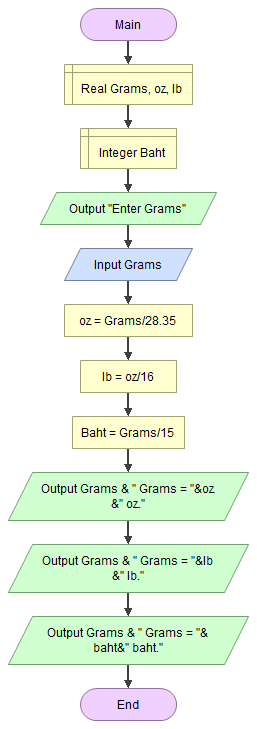 Main
Real Grams, oz, lb
Integer Baht
Output "Enter Grams"
Input Grams
oz = Grams/28.35
lb = oz/16
Baht = Grams/15
Output Grams & " Grams = "&oz
&" oz."
Output Grams & " Grams = "&lb
&" lb."
Output Grams & " Grams = "&
baht&" baht."
End